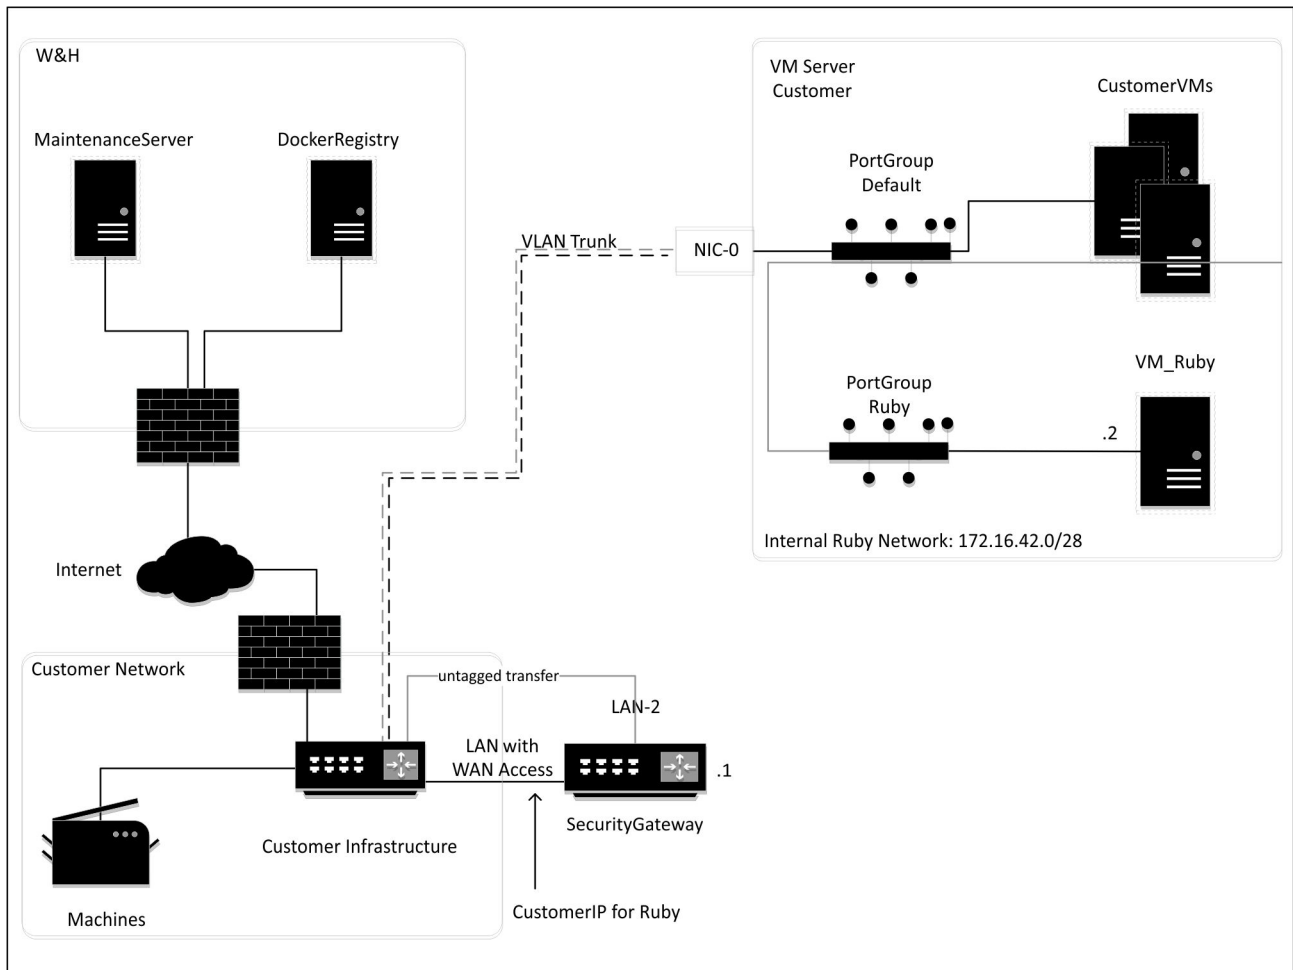 W&H
MaintenanceServer
DockerRegistry
VM Server
Customer
CustomerVMs
PortGroup
Default
VLAN Trunk
NIC-0
PortGroup
Ruby
VM_Ruby
.2
Internal Ruby Network: 172.16.42.0/28
Internet
Customer Network
untagged transfer
LAN-2
LAN with
WAN Access
.1
SecurityGateway
Customer Infrastructure
CustomerIP for Ruby
Machines